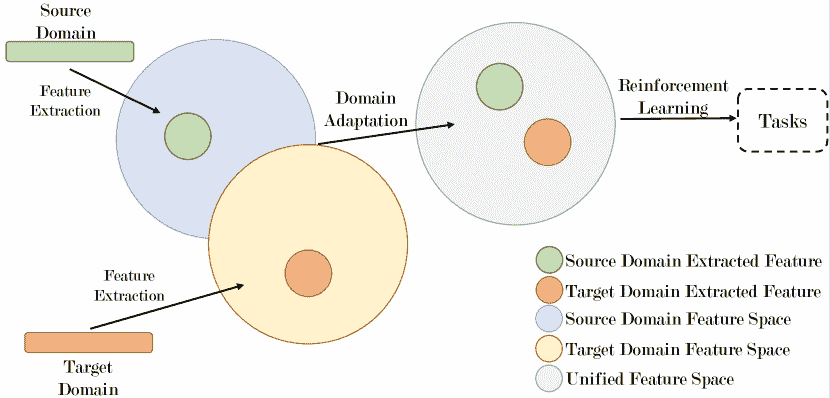 Source
Domain
Feature
Extraction
Domain
Adaptation
Reinforcement
Learning
Tasks
Feature
Extraction
Target
Domain
Source Domain Extracted Feature
Target Domain Extracted Feature
Source Domain Feature Space
Target Domain Feature Space
Unified Feature Space